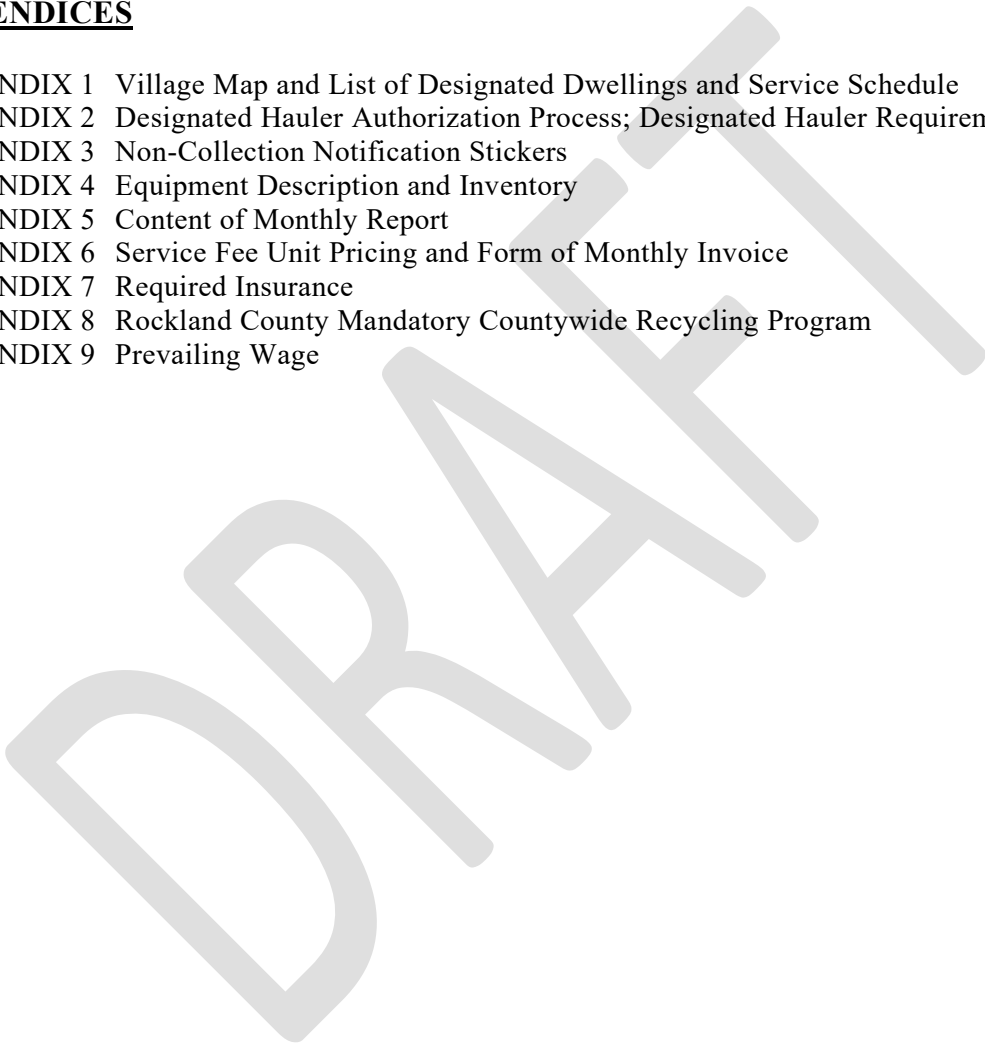 ENDICES
NDIX 1 Village Map and List of Designated Dwellings and Service Schedule
NDIX 2 Designated Hauler Authorization Process; Designated Hauler Requirem
NDIX 3 Non-Collection Notification Stickers
NDIX 4 Equipment Description and Inventory
NDIX 5 Content of Monthly Report
NDIX 6 Service Fee Unit Pricing and Form of Monthly Invoice
NDIX 7 Required Insurance
NDIX 8 Rockland County Mandatory Countywide Recycling Program
NDIX 9 Prevailing Wage
DRAFT